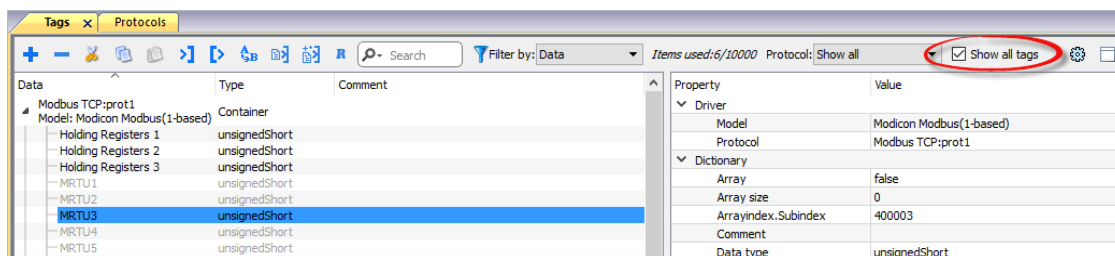 Tags x Protocols
R Search Filter by: Data Items used:6/10000 Protocol: Show all Show all tags
Data Type Comment
Modbus TCP:prot1
Model: Modicon Modbus(1-based) Container
Holding Registers 1 unsignedShort
Holding Registers 2 unsignedShort
Holding Registers 3 unsignedShort
MRTU1 unsignedShort
MRTU2 unsignedShort
MRTU3 unsignedShort
MRTU4 unsignedShort
MRTU5 unsignedShort
Property Value
Driver
Model Modicon Modbus(1-based)
Protocol Modbus TCP:prot1
Dictionary
Array false
Array size 0
Arrayindex.Subindex 400003
Comment
Data type unsignedShort